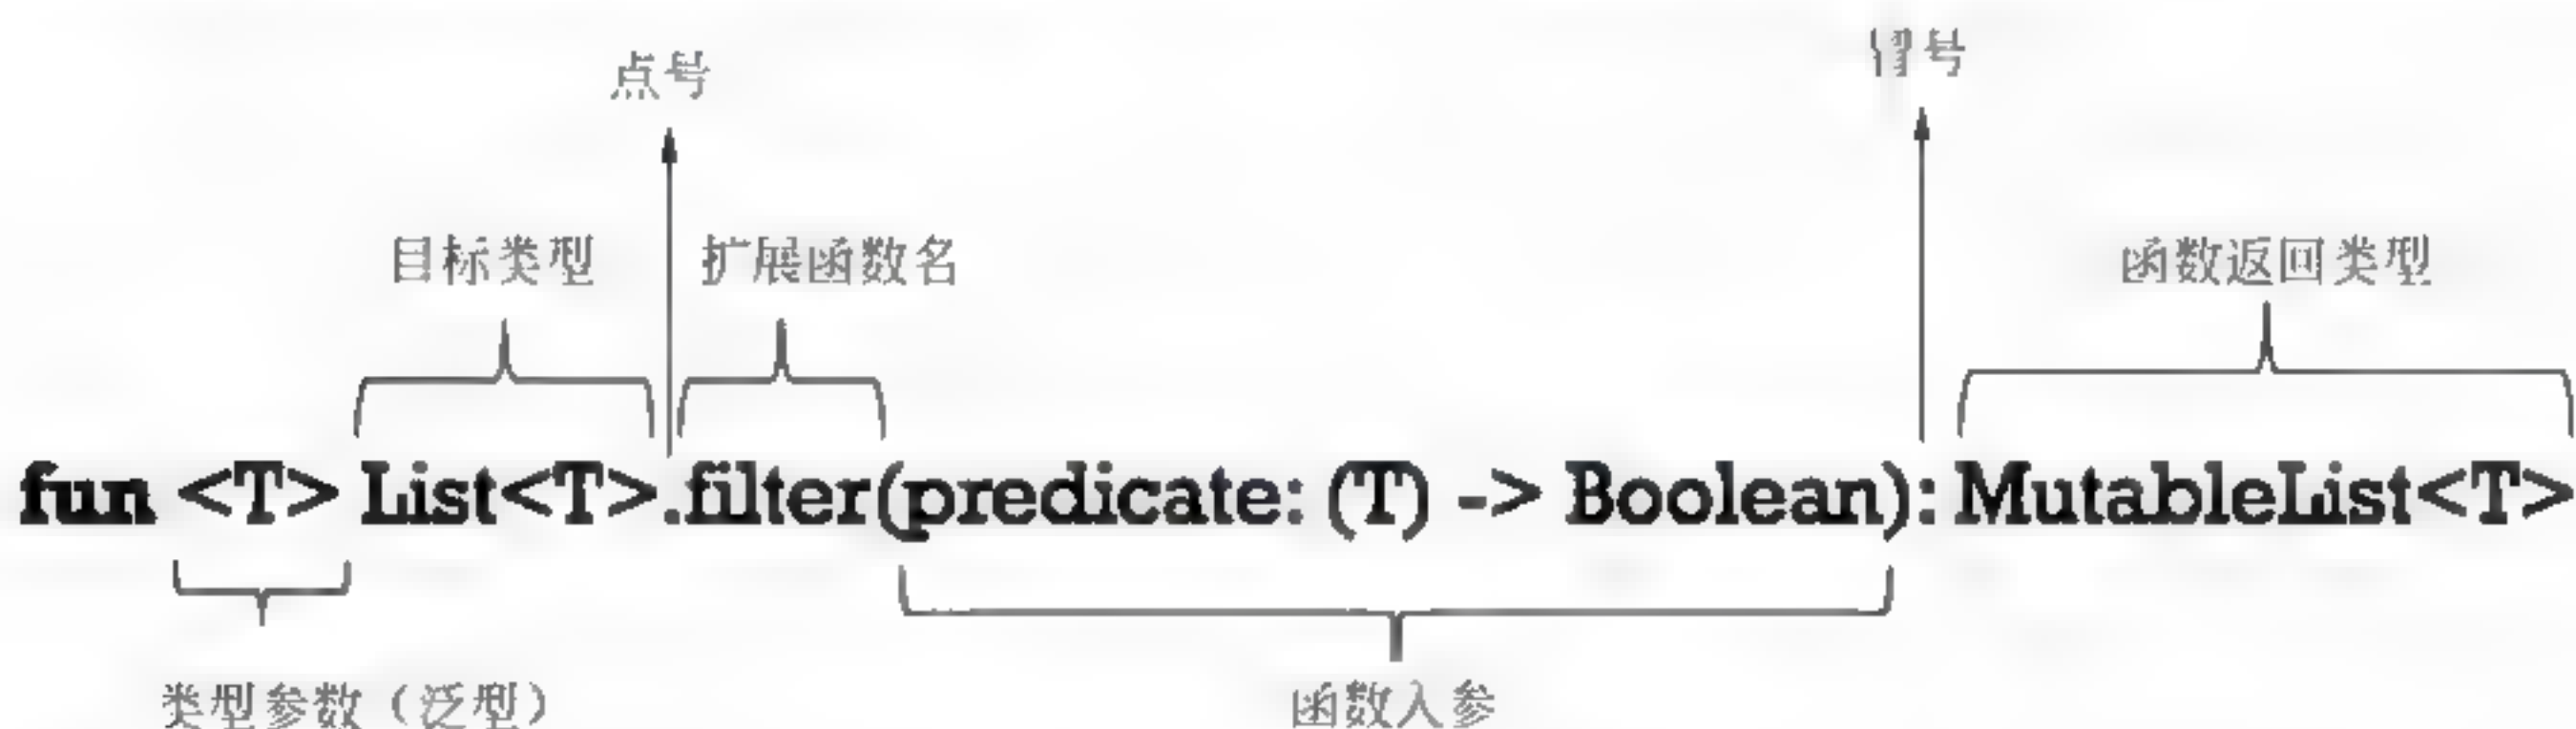 点号
号
目标类型 扩展函数名 函数返回类型
fun <T> List<T>.filter(predicate: (T) -> Boolean): MutableList<T>
类型参数（泛型） 函数入参